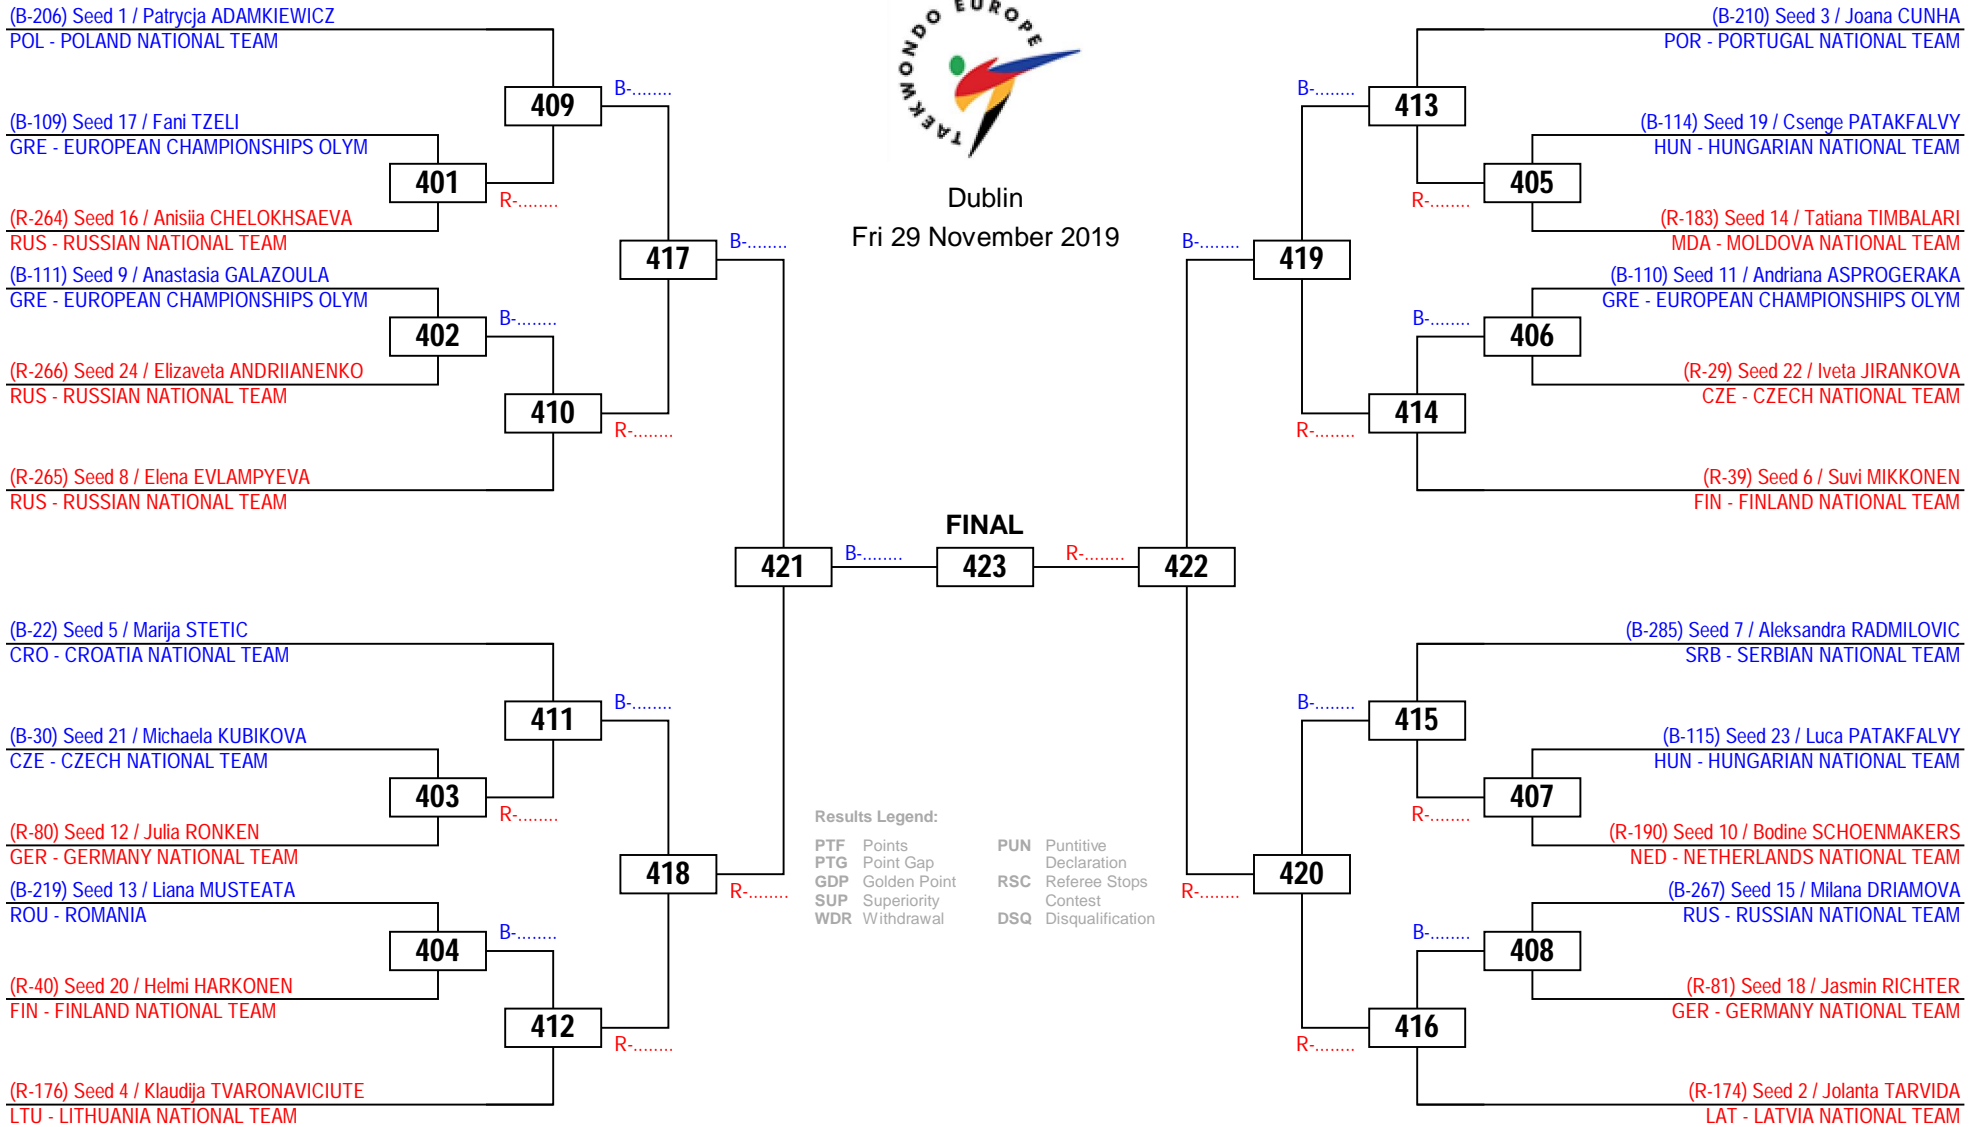 (B-206) Seed 1 / Patrycja ADAMKIEWICZ
POL - POLAND NATIONAL TEAM
(B-109) Seed 17 / Fani TZELI
GRE - EUROPEAN CHAMPIONSHIPS OLYM
(R-264) Seed 16 / Anisiia CHELOKHSAEVA
RUS - RUSSIAN NATIONAL TEAM
(B-111) Seed 9 / Anastasia GALAZOULA
GRE - EUROPEAN CHAMPIONSHIPS OLYM
(R-266) Seed 24 / Elizaveta ANDRIIANENKO
RUS - RUSSIAN NATIONAL TEAM
(R-265) Seed 8 / Elena EVLAMPYEVA
RUS - RUSSIAN NATIONAL TEAM
(B-22) Seed 5 / Marija STETIC
CRO - CROATIA NATIONAL TEAM
(B-30) Seed 21 / Michaela KUBIKOVA
CZE - CZECH NATIONAL TEAM
(R-80) Seed 12 / Julia RONKEN
GER - GERMANY NATIONAL TEAM
(B-219) Seed 13 / Liana MUSTEATA
ROU - ROMANIA
(R-40) Seed 20 / Helmi HARKONEN
FIN - FINLAND NATIONAL TEAM
(R-176) Seed 4 / Klaudija TVARONAVICIUTE
LTU - LITHUANIA NATIONAL TEAM
401
R-........
402
B-........
403
R-........
404
B-........
409
B-........
410
R-........
411
B-........
412
R-........
417
B-........
418
R-........
421
B-........
TAEKWONDO EUROPE
Dublin
Fri 29 November 2019
FINAL
423
R-........
422
Results Legend:
PTF Points
PTG Point Gap
GDP Golden Point
SUP Superiority
WDR Withdrawal
PUN Puntitive
Declaration
RSC Referee Stops
Contest
DSQ Disqualification
B-........
419
R-........
420
B-........
413
R-........
414
B-........
415
R-........
416
R-........
405
B-........
406
R-........
407
B-........
408
(B-210) Seed 3 / Joana CUNHA
POR - PORTUGAL NATIONAL TEAM
(B-114) Seed 19 / Csenge PATAKFALVY
HUN - HUNGARIAN NATIONAL TEAM
(R-183) Seed 14 / Tatiana TIMBALARI
MDA - MOLDOVA NATIONAL TEAM
(B-110) Seed 11 / Andriana ASPROGERAKA
GRE - EUROPEAN CHAMPIONSHIPS OLYM
(R-29) Seed 22 / Iveta JIRANKOVA
CZE - CZECH NATIONAL TEAM
(R-39) Seed 6 / Suvi MIKKONEN
FIN - FINLAND NATIONAL TEAM
(B-285) Seed 7 / Aleksandra RADMILOVIC
SRB - SERBIAN NATIONAL TEAM
(B-115) Seed 23 / Luca PATAKFALVY
HUN - HUNGARIAN NATIONAL TEAM
(R-190) Seed 10 / Bodine SCHOENMAKERS
NED - NETHERLANDS NATIONAL TEAM
(B-267) Seed 15 / Milana DRIAMOVA
RUS - RUSSIAN NATIONAL TEAM
(R-81) Seed 18 / Jasmin RICHTER
GER - GERMANY NATIONAL TEAM
(R-174) Seed 2 / Jolanta TARVIDA
LAT - LATVIA NATIONAL TEAM